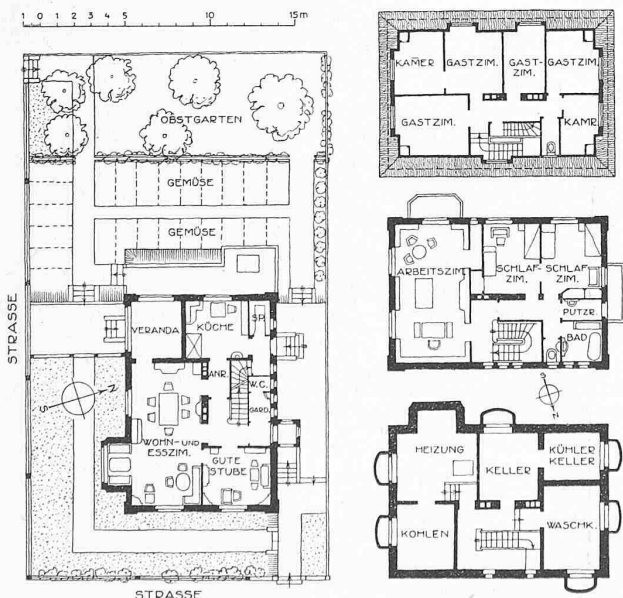 1 0 1 2 3 4 5 10 15 m
OBSTGARTEN
GEMÜSE
GEMÜSE
STRASSE
VERANDA
KÜCHE
SP.
ANR.
W.C.
GARD.
S N
WOHN- UND
ESSZIM.
GUTE
STUBE
STRASSE
KAMER
GASTZIM.
GAST-
ZIM.
GASTZIM.
GASTZIM.
KAMR.
ARBEITSZIM.
SCHLAF-
ZIM.
SCHLAF-
ZIM.
PUTZR.
BAD
S
N
HEIZUNG
KELLER
KÜHLER
KELLER
KOHLEN
WASCHK.